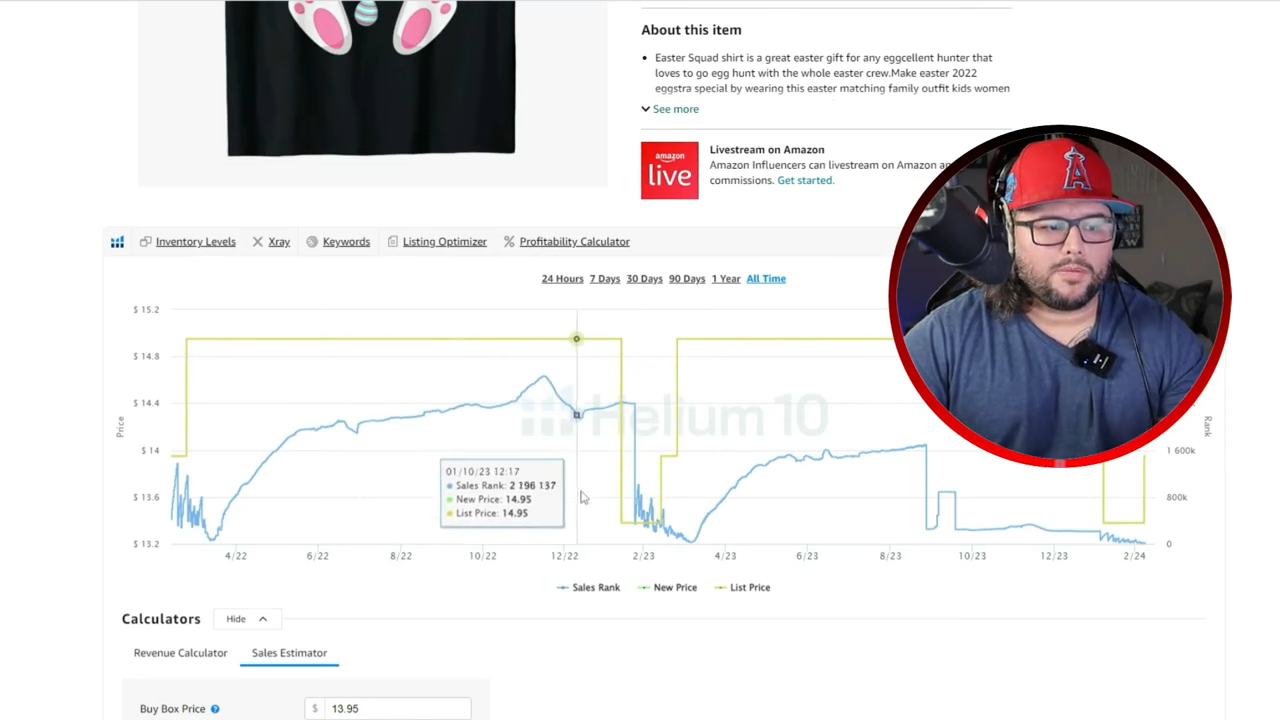 About this item
Easter Squad shirt is a great easter gift for any eggcellent hunter that
loves to go egg hunt with the whole easter crew.Make easter 2022
eggstra special by wearing this easter matching family outfit kids women
See more
amazon
live
Livestream on Amazon
Amazon Influencers can livestream on Amazon
commissions. Get started.
A
Inventory Levels Xray Keywords Listing Optimizer Profitability Calculator
24 Hours 7 Days 30 Days 90 Days 1 Year All Time
$ 15.2
$ 14.8
$ 14.4
$ 14
$ 13.6
$ 13.2
Price
Helium 10
01/10/23 12:17
Sales Rank: 2 196 137
New Price: 14.95
List Price: 14.95
Rank
1 600k
800k
0
4/22 6/22 8/22 10/22 12/22 2/23 4/23 6/23 8/23 10/23 12/23 2/24
Sales Rank New Price List Price
Calculators Hide
Revenue Calculator Sales Estimator
Buy Box Price $ 13.95